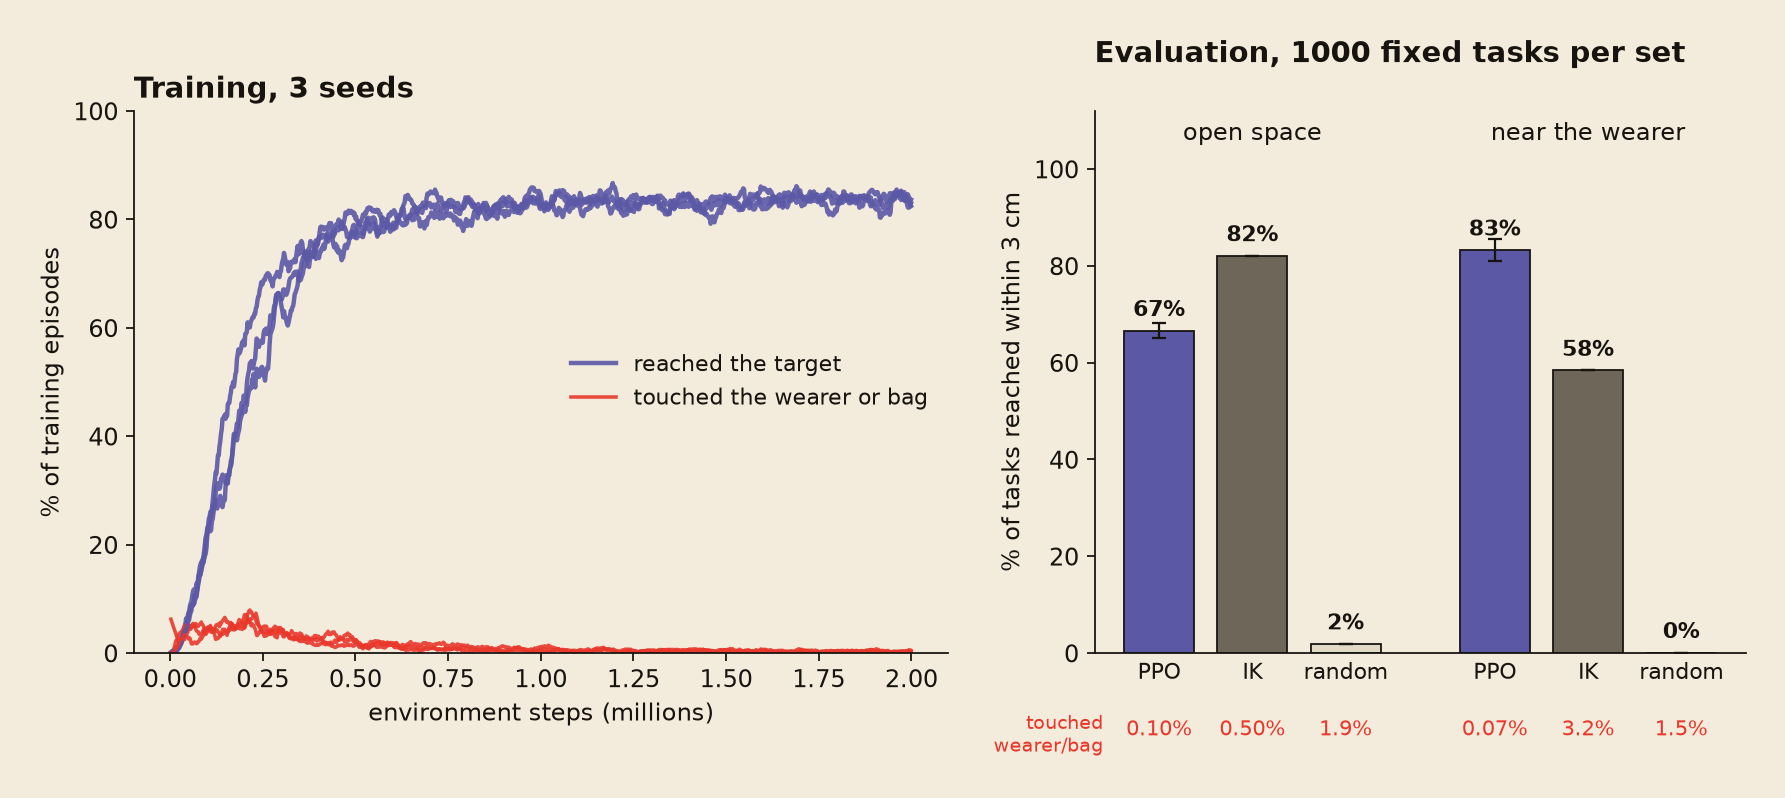 Training, 3 seeds
100
80
60
40
20
0
% of training episodes
reached the target
touched the wearer or bag
0.00 0.25 0.50 0.75 1.00 1.25 1.50 1.75 2.00
environment steps (millions)
Evaluation, 1000 fixed tasks per set
open space near the wearer
100
80
60
40
20
0
% of tasks reached within 3 cm
67% 82% 2% 83% 58% 0%
PPO IK random PPO IK random
touched
wearer/bag
0.10% 0.50% 1.9% 0.07% 3.2% 1.5%